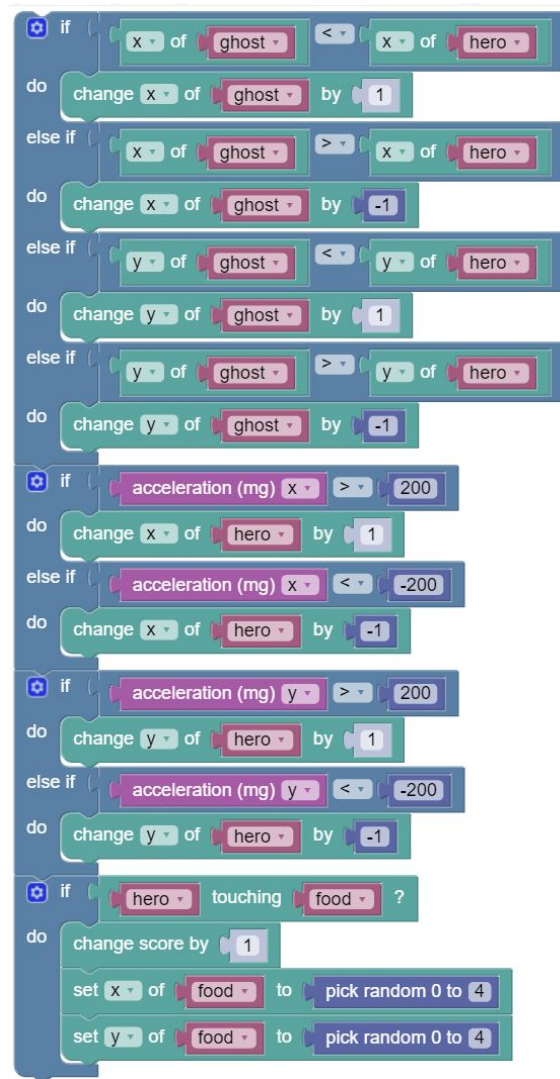 if x of ghost < x of hero
do change x of ghost by 1
else if x of ghost > x of hero
do change x of ghost by -1
else if y of ghost < y of hero
do change y of ghost by 1
else if y of ghost > y of hero
do change y of ghost by -1
if acceleration (mg) x > 200
do change x of hero by 1
else if acceleration (mg) x < -200
do change x of hero by -1
if acceleration (mg) y > 200
do change y of hero by 1
else if acceleration (mg) y < -200
do change y of hero by -1
if hero touching food ?
do change score by 1
set x of food to pick random 0 to 4
set y of food to pick random 0 to 4